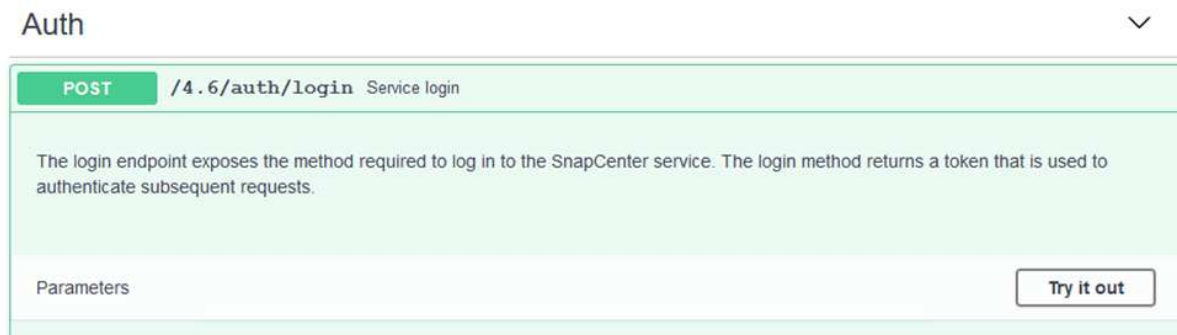 Auth
POST /4.6/auth/login Service login
The login endpoint exposes the method required to log in to the SnapCenter service. The login method returns a token that is used to
authenticate subsequent requests.
Parameters Try it out